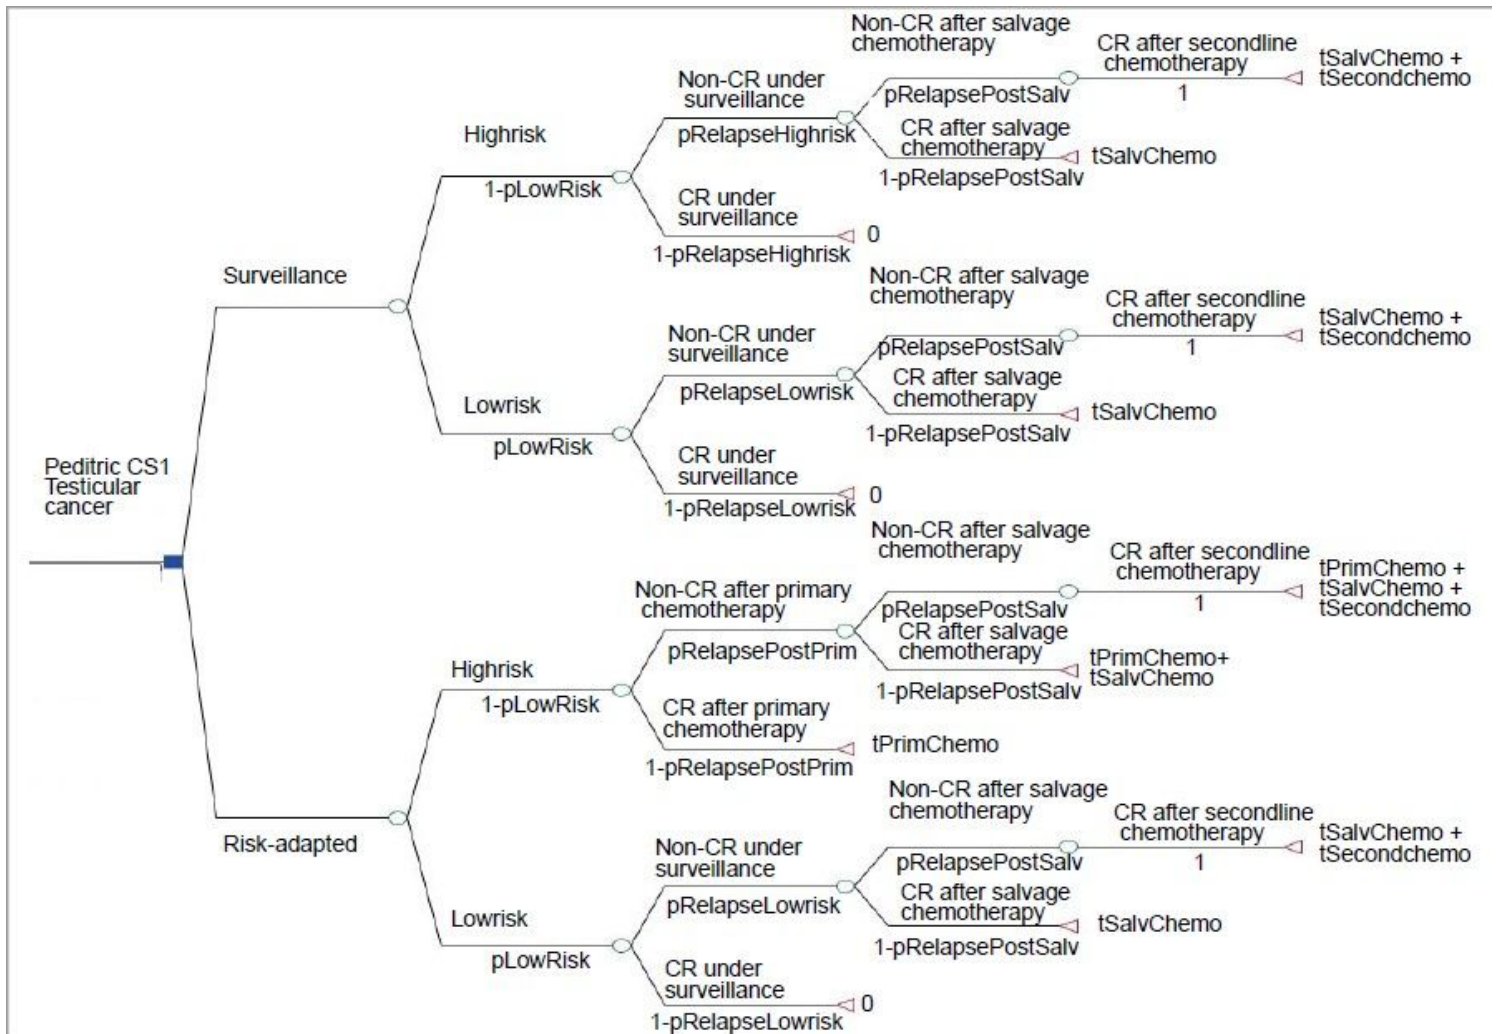 Non-CR after salvage
chemotherapy
CR after secondline
chemotherapy
tSalvChemo +
tSecondchemo
Non-CR under
surveillance
pRelapsePostSalv
1
Highrisk
pRelapseHighrisk
CR after salvage
chemotherapy
tSalvChemo
1-pLowRisk
1-pRelapsePostSalv
CR under
surveillance
0
1-pRelapseHighrisk
Surveillance
Non-CR after salvage
chemotherapy
CR after secondline
chemotherapy
tSalvChemo +
tSecondchemo
Non-CR under
surveillance
pRelapsePostSalv
1
pRelapseLowrisk
CR after salvage
chemotherapy
tSalvChemo
Lowrisk
pLowRisk
1-pRelapsePostSalv
CR under
surveillance
0
1-pRelapseLowrisk
Peditric CS1
Testicular
cancer
Non-CR after salvage
chemotherapy
CR after secondline
chemotherapy
tPrimChemo +
tSalvChemo +
tSecondchemo
Non-CR after primary
chemotherapy
pRelapsePostSalv
1
Highrisk
pRelapsePostPrim
CR after salvage
chemotherapy
tPrimChemo+
tSalvChemo
1-pLowRisk
1-pRelapsePostSalv
CR after primary
chemotherapy
tPrimChemo
1-pRelapsePostPrim
Risk-adapted
Non-CR after salvage
chemotherapy
CR after secondline
chemotherapy
tSalvChemo +
tSecondchemo
Non-CR under
surveillance
pRelapsePostSalv
1
pRelapseLowrisk
CR after salvage
chemotherapy
tSalvChemo
Lowrisk
pLowRisk
1-pRelapsePostSalv
CR under
surveillance
0
1-pRelapseLowrisk